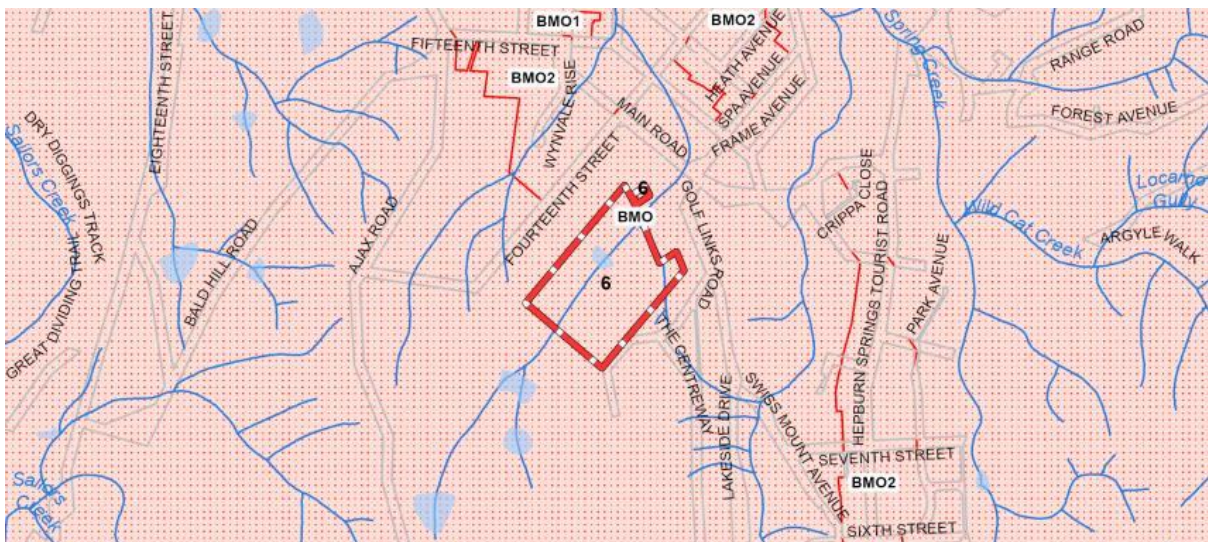 BMO1
BMO2
FIFTEENTH STREET
BMO2
HEATH AVENUE
SPA AVENUE
FRAME AVENUE
MAIN ROAD
WYNVALE RISE
FOURTEENTH STREET
EIGHTEENTH STREET
Spring Creek
RANGE ROAD
FOREST AVENUE
Sailors Creek
DRY DIGGINGS TRACK
GREAT DIVIDING TRAIL
BALD HILL ROAD
AJAX ROAD
6
BMO
6
GOLF LINKS ROAD
CRIPPA CLOSE
HEPBURN SPRINGS TOURIST ROAD
PARK AVENUE
Wild Cat Creek
Locarno
Gully
ARGYLE WALK
THE CENTREWAY
LAKESIDE DRIVE
SWISS MOUNT AVENUE
SEVENTH STREET
BMO2
SIXTH STREET
Sailors
Creek